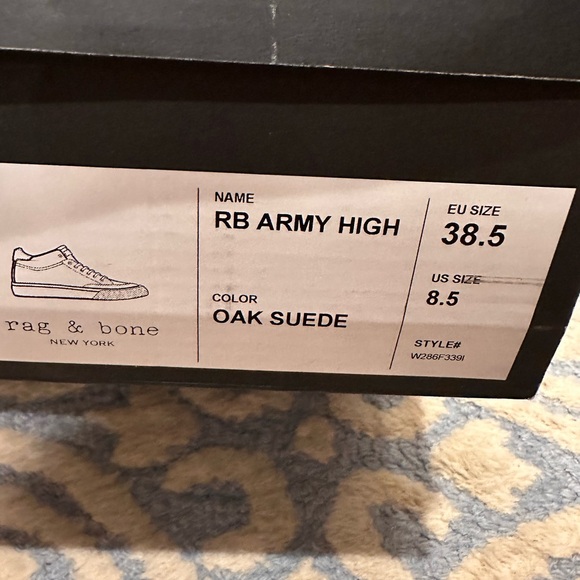 rag & bone
NEW YORK
NAME
RB ARMY HIGH
COLOR
OAK SUEDE
EU SIZE
38.5
US SIZE
8.5
STYLE#
W286F339I